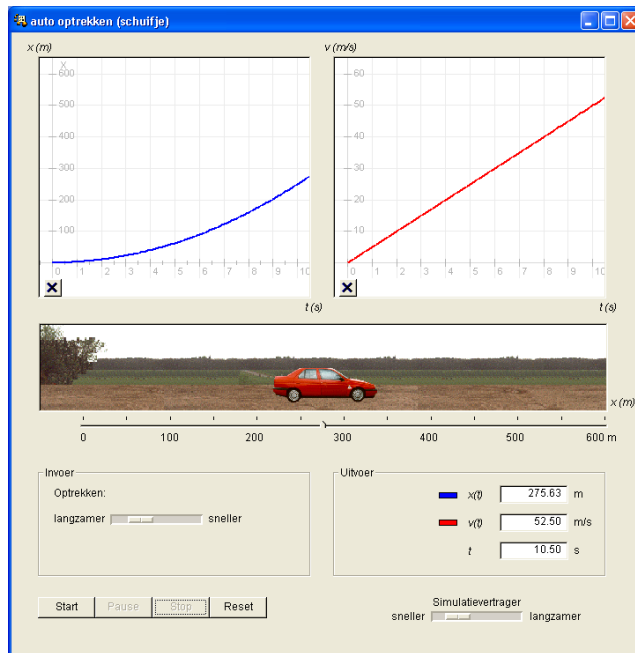 auto optrekken (schuifje)
x (m)
v (m/s)
600
500
400
300
200
100
0 1 2 3 4 5 6 7 8 9 10
x
60
50
40
30
20
10
0 1 2 3 4 5 6 7 8 9 10
t (s)
t (s)
x (m)
0 100 200 300 400 500 600 m
Invoer
Optrekken:
langzamer sneller
Uitvoer
x(t) 275.63 m
v(t) 52.50 m/s
t 10.50 s
Start Pause Stop Reset
Simulatievertrager
sneller langzamer